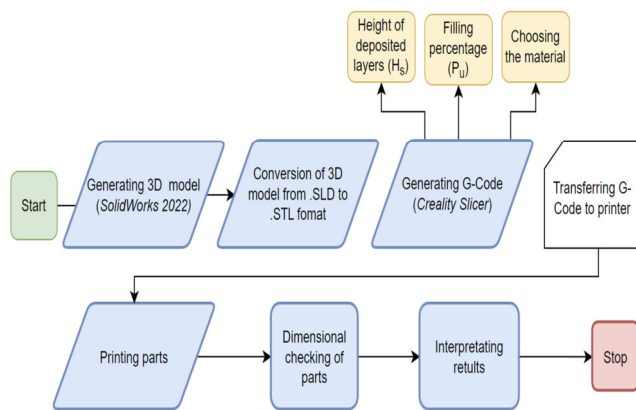 Height of
deposited
layers (Hs)
Filling
percentage
(Pu)
Choosing
the material
Start
Generating 3D model
(SolidWorks 2022)
Conversion of 3D
model from .SLD to
.STL fomat
Generating G-Code
(Creality Slicer)
Transferring G-
Code to printer
Printing parts
Dimensional
checking of
parts
Interpretating
retults
Stop